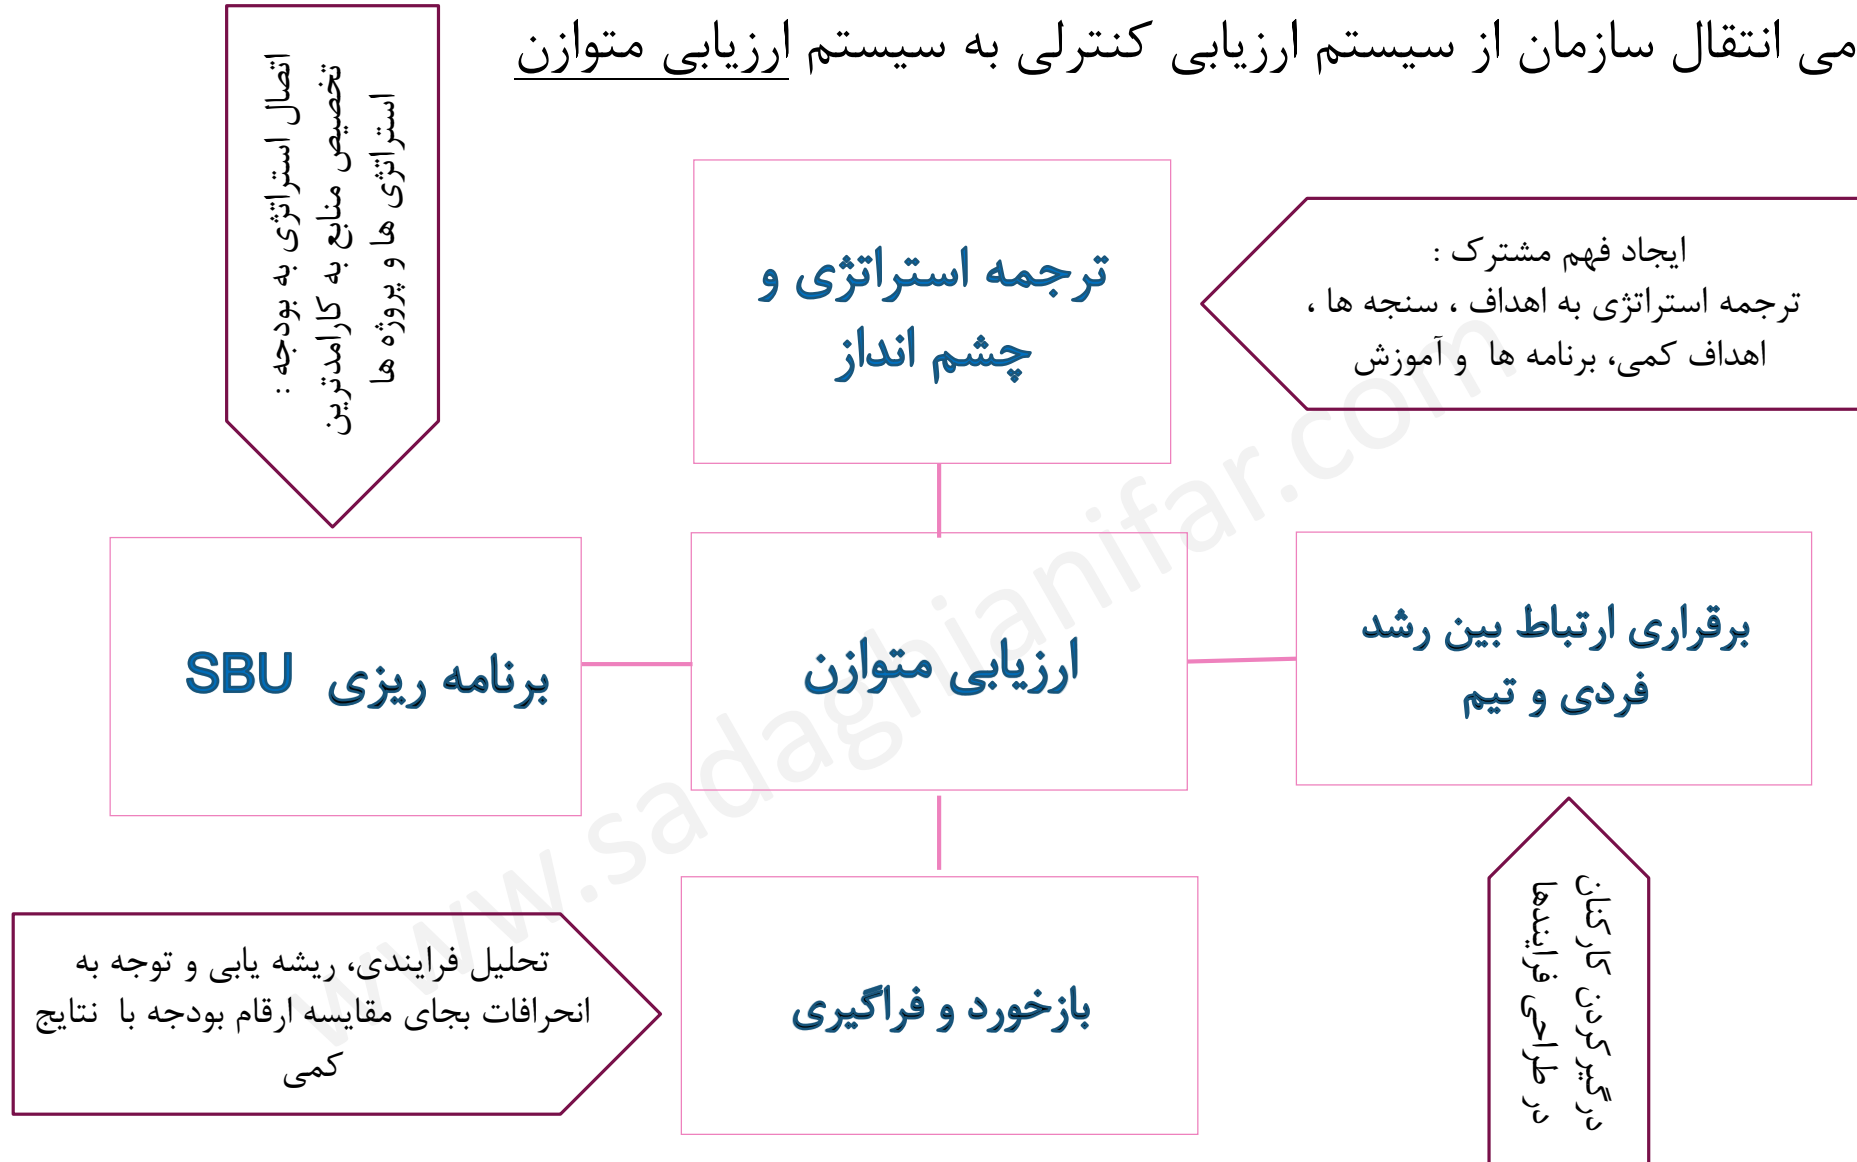 می انتقال سازمان از سیستم ارزیابی کنترلی به سیستم ارزیابی متوازن
اتصال استراتژی به بودجه :
تخصیص منابع به کارامدترین
استراتژی ها و پروژه ها
ترجمه استراتژی و
چشم انداز
ایجاد فهم مشترک :
ترجمه استراتژی به اهداف ، سنجه ها ،
اهداف کمی، برنامه ها و آموزش
برقراری ارتباط بین رشد
فردی و تیم
ارزیابی متوازن
برنامه ریزی SBU
درگیرکردن کارکنان
در طراحی فرایندها
بازخورد و فراگیری
تحلیل فرایندی، ریشه یابی و توجه به
انحرافات بجای مقایسه ارقام بودجه با نتایج
کمی
www.sadaghianifar.com